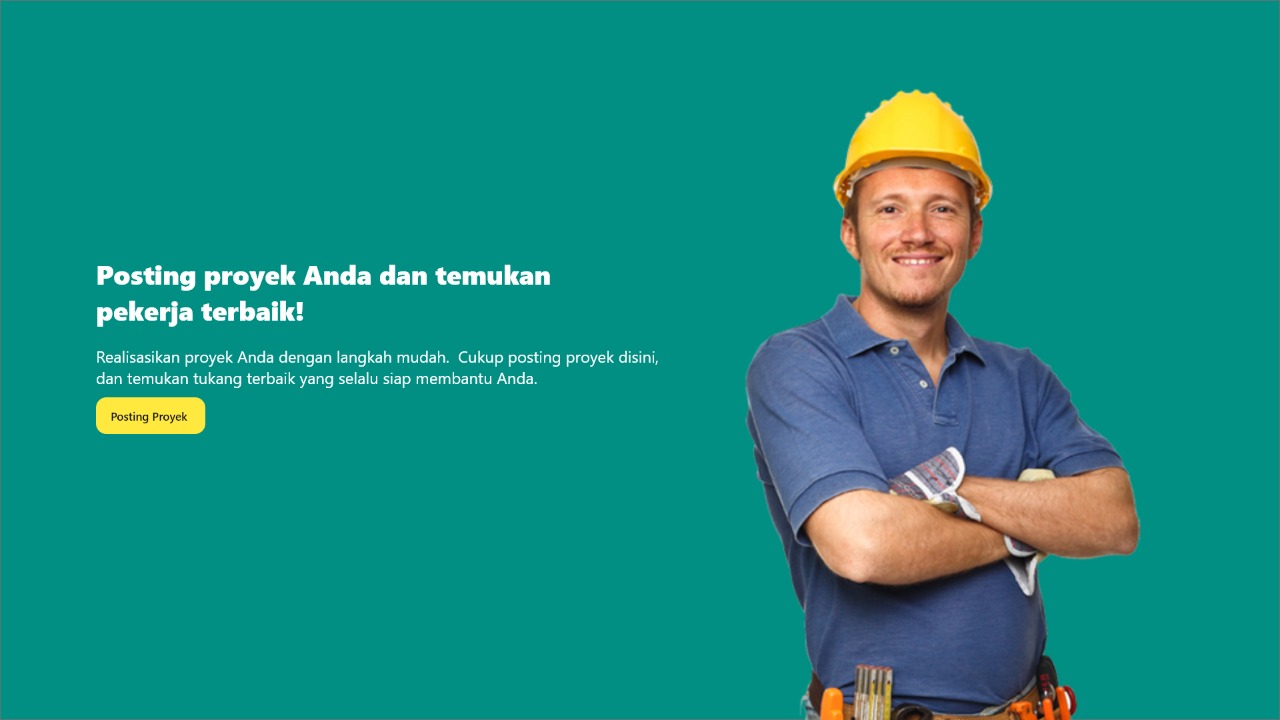 Posting proyek Anda dan temukan
pekerja terbaik!
Realisasikan proyek Anda dengan langkah mudah.  Cukup posting proyek disini,
dan temukan tukang terbaik yang selalu siap membantu Anda.
Posting Proyek